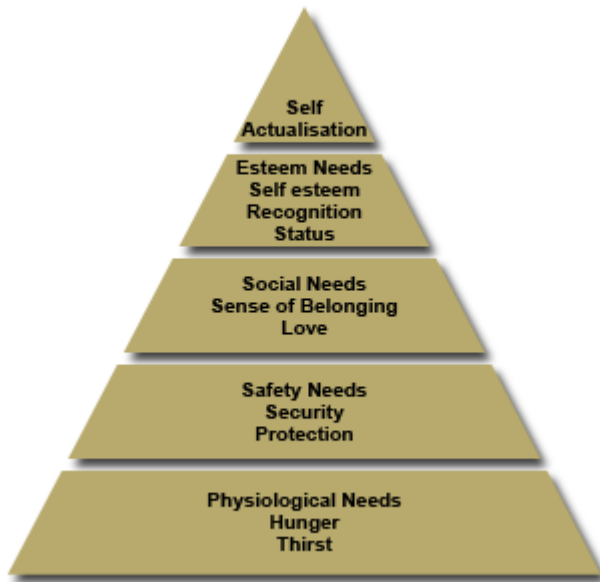 Self
Actualisation
Esteem Needs
Self esteem
Recognition
Status
Social Needs
Sense of Belonging
Love
Safety Needs
Security
Protection
Physiological Needs
Hunger
Thirst